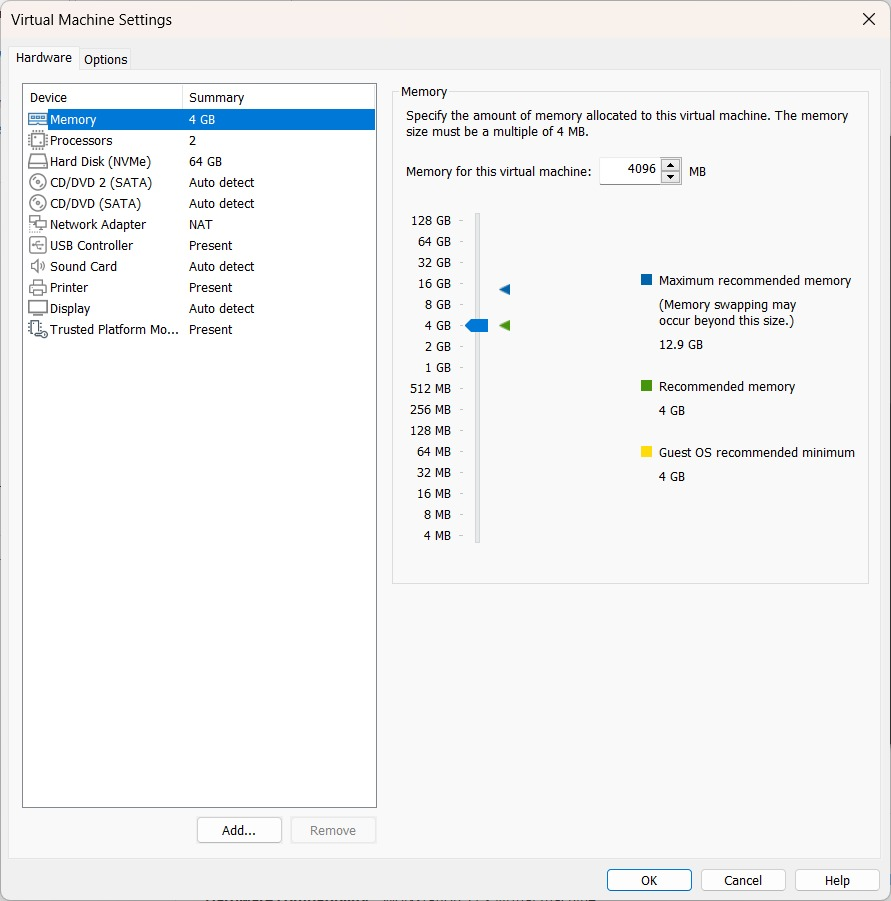 Virtual Machine Settings
Hardware Options
Device Summary
Memory 4 GB
Processors 2
Hard Disk (NVMe) 64 GB
CD/DVD 2 (SATA) Auto detect
CD/DVD (SATA) Auto detect
Network Adapter NAT
USB Controller Present
Sound Card Auto detect
Printer Present
Display Auto detect
Trusted Platform Mo... Present
Add... Remove
Memory
Specify the amount of memory allocated to this virtual machine. The memory
size must be a multiple of 4 MB.
Memory for this virtual machine: 4096 MB
128 GB
64 GB
32 GB
16 GB
8 GB
4 GB
2 GB
1 GB
512 MB
256 MB
128 MB
64 MB
32 MB
16 MB
8 MB
4 MB
Maximum recommended memory
(Memory swapping may
occur beyond this size.)
12.9 GB
Recommended memory
4 GB
Guest OS recommended minimum
4 GB
OK Cancel Help